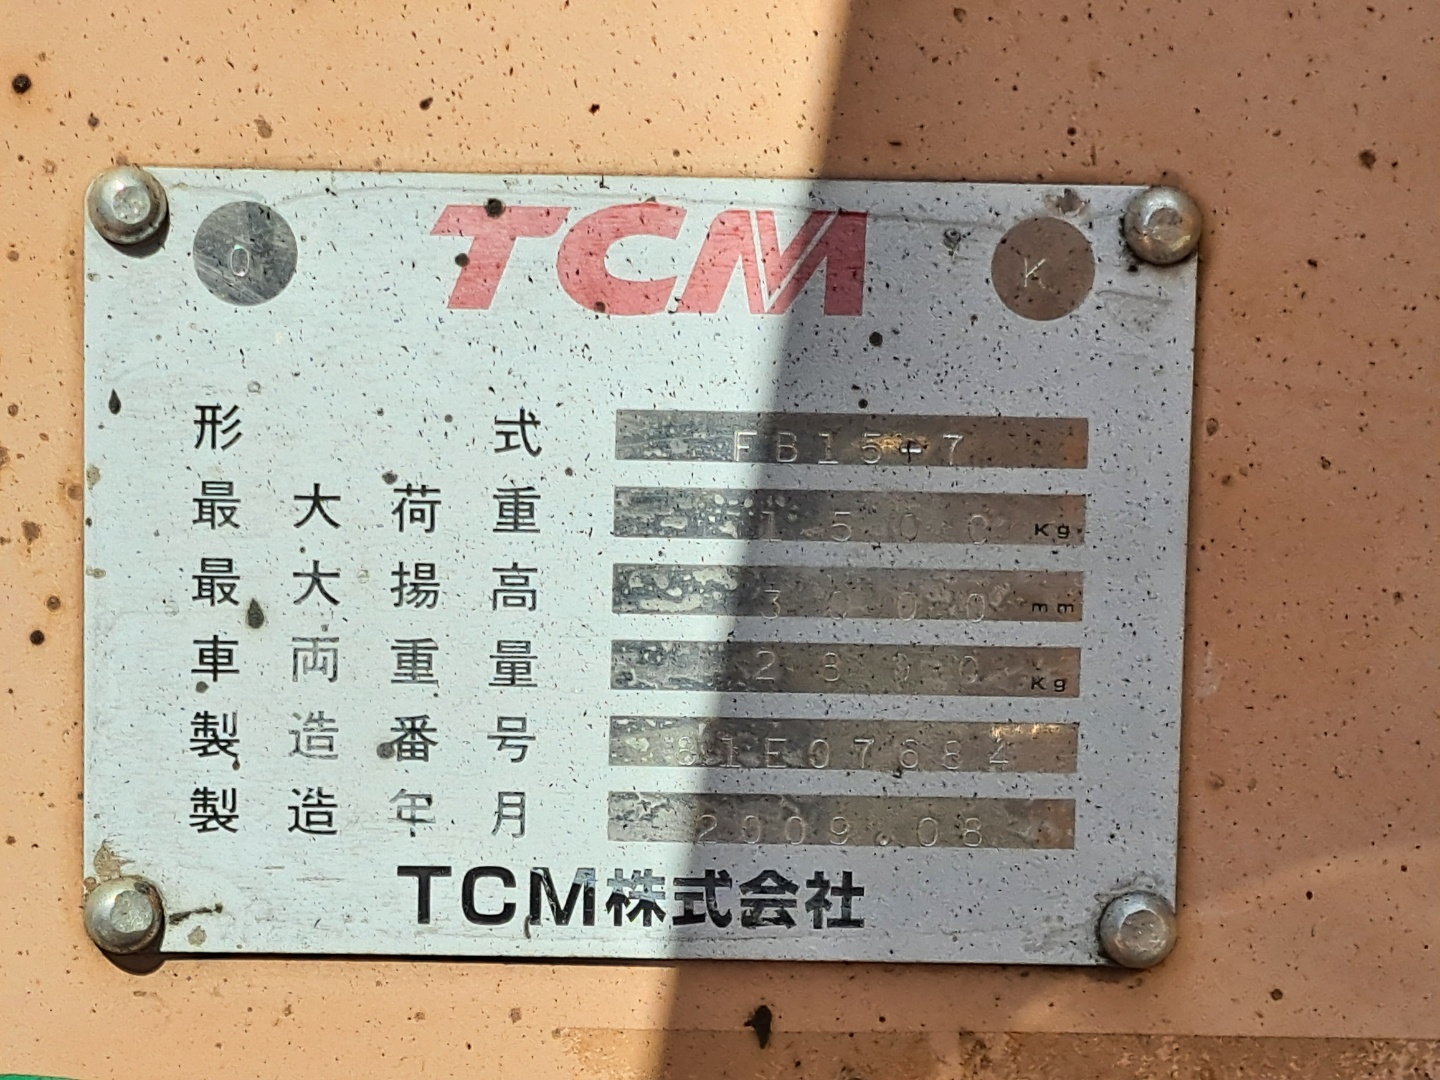 O TCM K
形式 FB15-7
最大荷重 1500 Kg
最大揚高 3000 mm
車両重量 2800 Kg
製造番号 81E07684
製造年月 2009.08
TCM株式会社